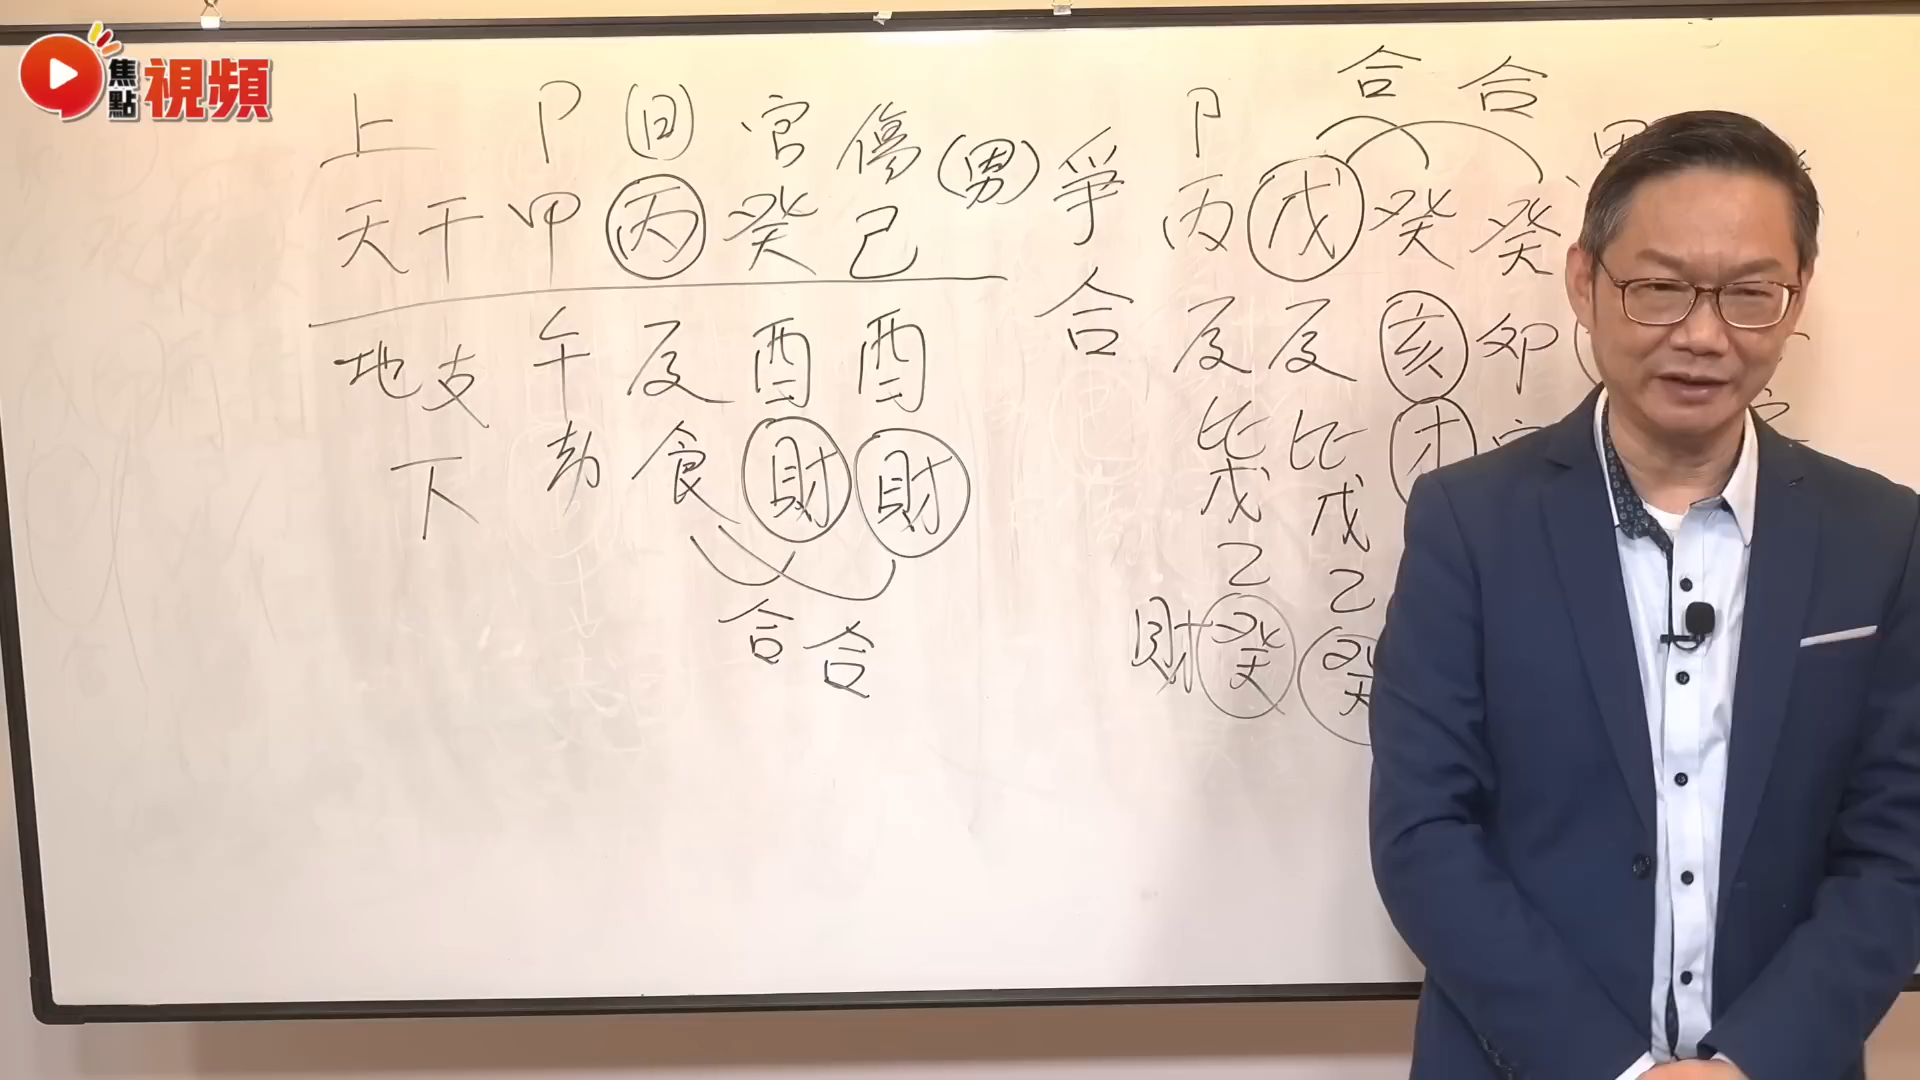 焦點視頻
上 P 日 官 傷 (男)
天干 甲 丙 癸 己
地支 午 辰 酉 酉
下 劫 食 財 財
合 合
爭合
合 合
P
丙 戊 癸 癸
辰 辰 亥 卯
比 比 才
戊 戊
乙 乙
財 癸 癸